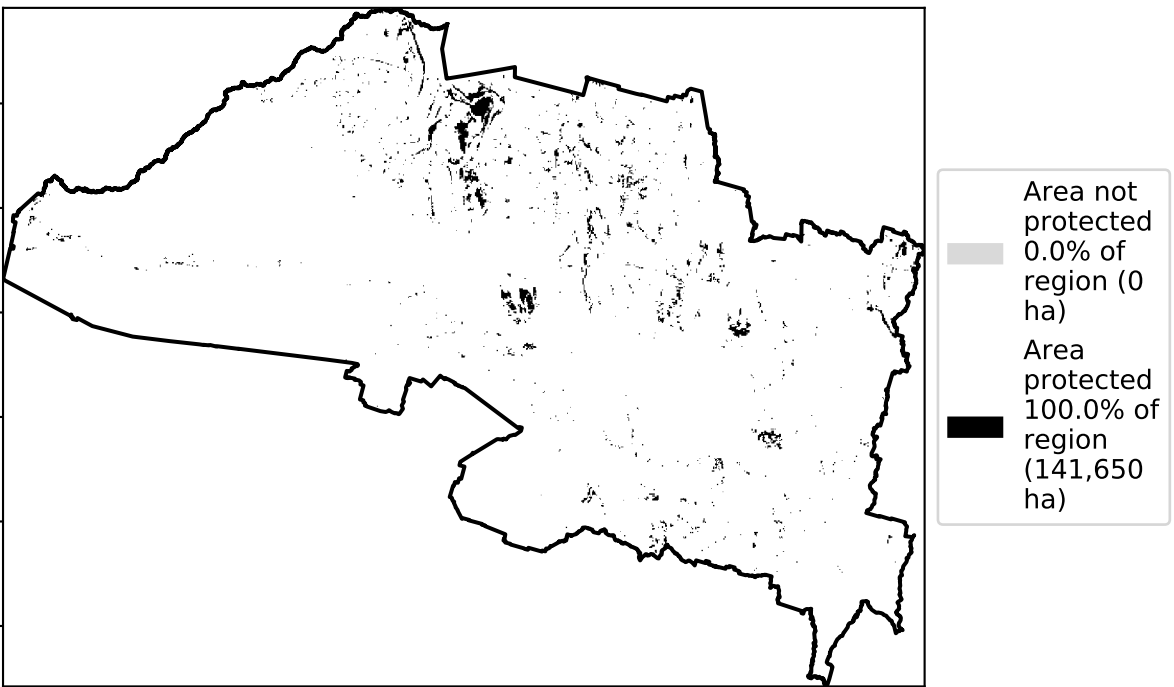 Area not
protected
0.0% of
region (0
ha)
Area
protected
100.0% of
region
(141,650
ha)